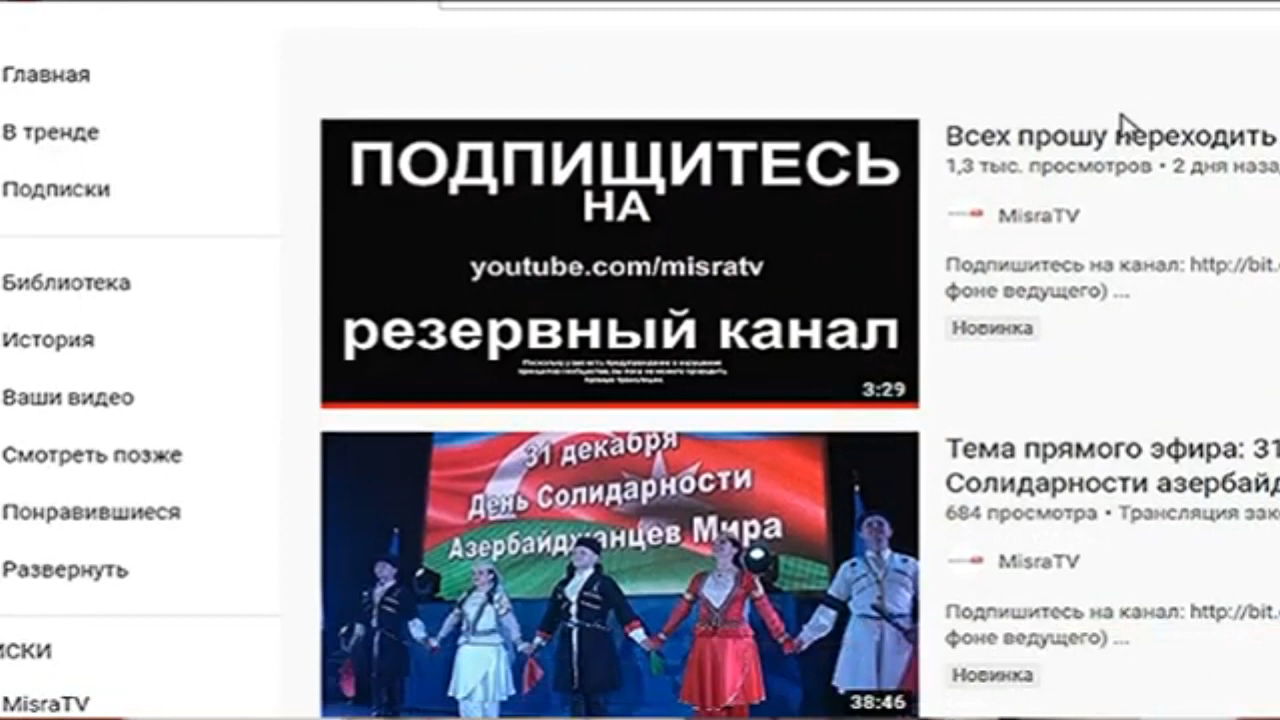 Главная
В тренде
Подписки
Библиотека
История
Ваши видео
Смотреть позже
Понравившиеся
Развернуть
ИСКИ
MisraTV
ПОДПИЩИТЕСЬ
НА
youtube.com/misratv
резервный канал
3:29
Всех прошу переходить
1,3 тыс. просмотров • 2 дня наза
MisraTV
Подпишитесь на канал: http://bit.
фоне ведущего) ...
Новинка
31 декабря
День Солидарности
Азербайджанцев Мира
38:46
Тема прямого эфира: 31
Солидарности азербайд
684 просмотра • Трансляция зак
MisraTV
Подпишитесь на канал: http://bit.
фоне ведущего) ...
Новинка